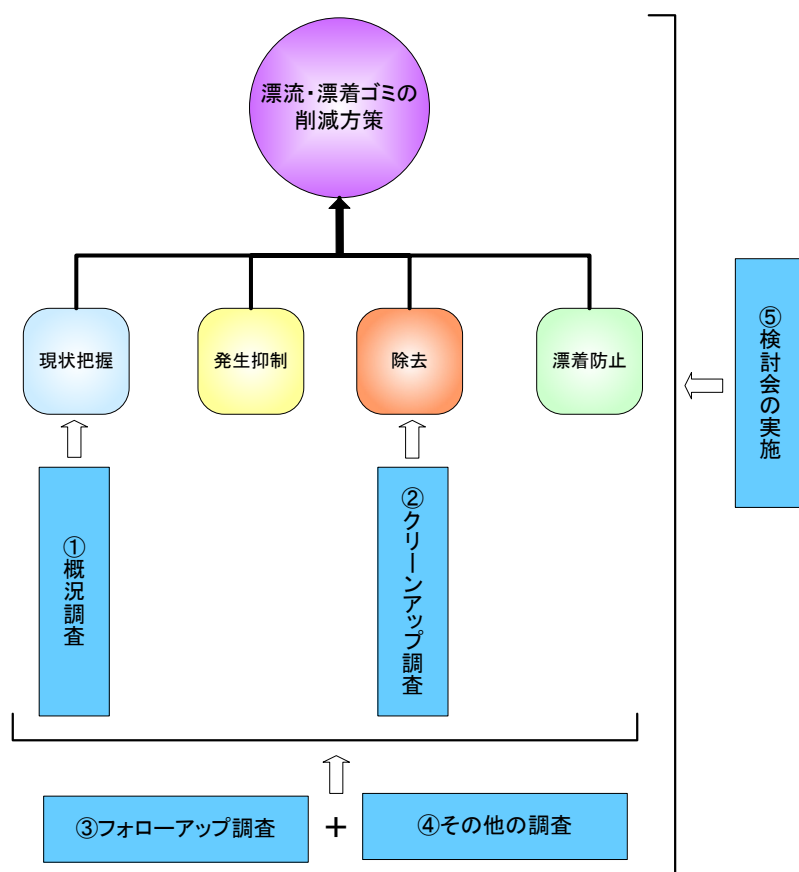 漂流・漂着ゴミの
削減方策
現状把握
発生抑制
除去
漂着防止
①概況調査
②クリーンアップ調査
⑤検討会の実施
③フォローアップ調査
+
④その他の調査